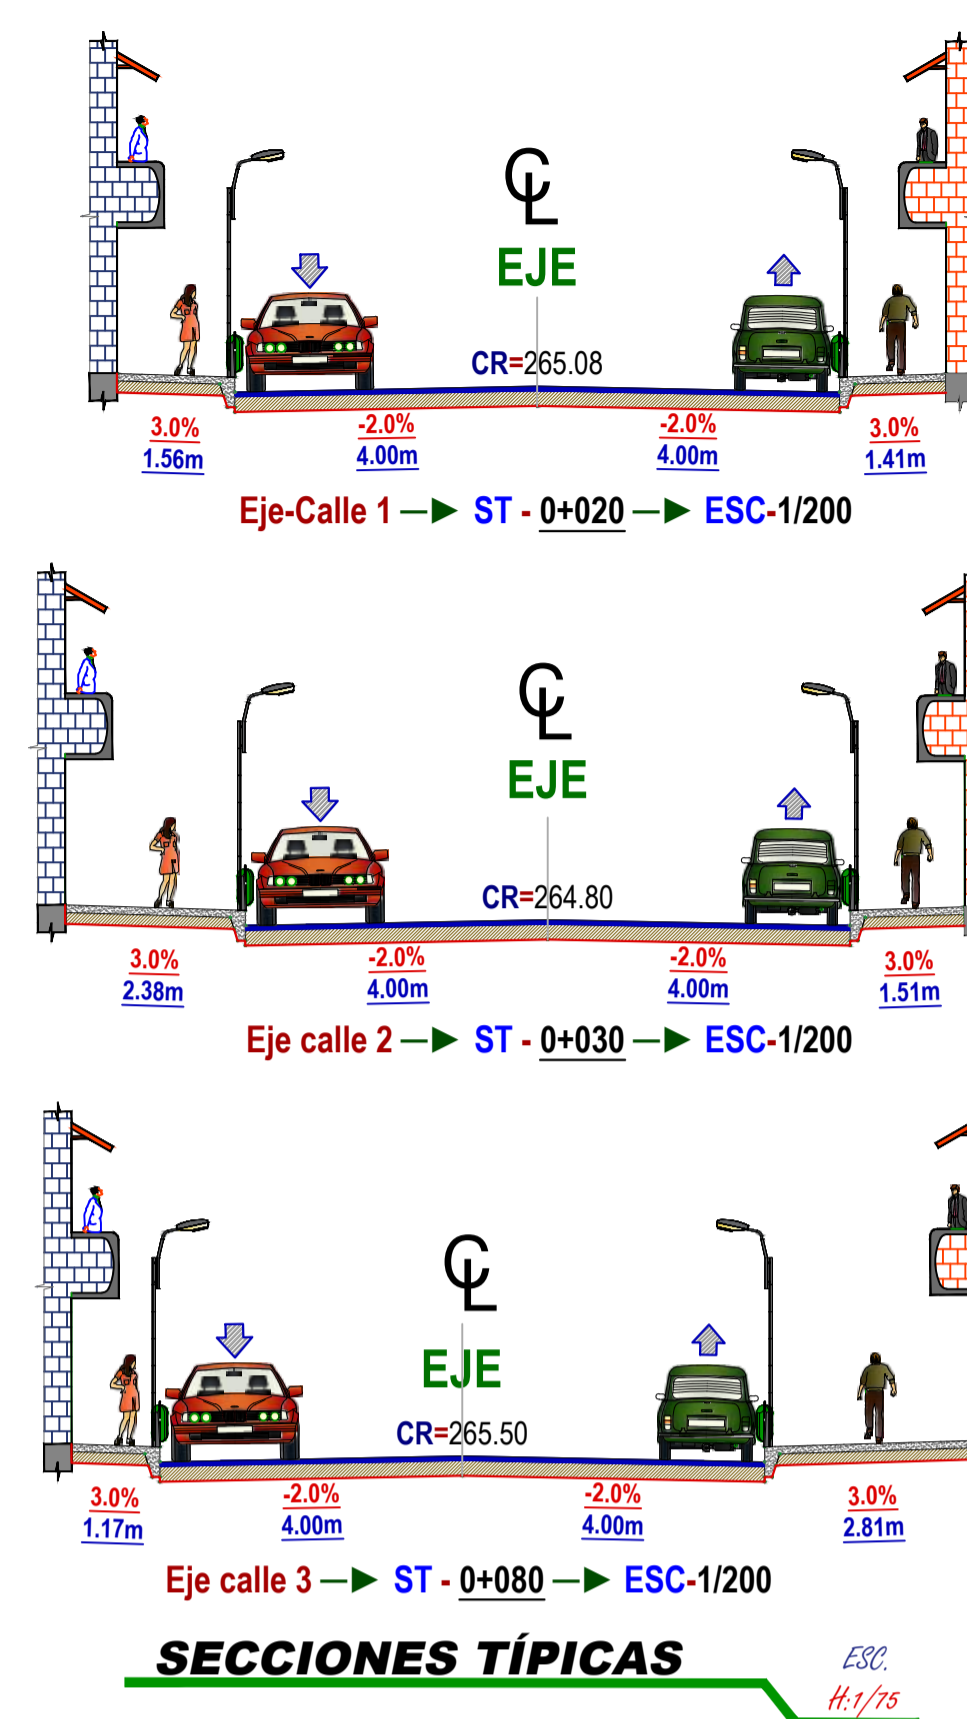 ℄
EJE
CR=265.08
3.0% -2.0% -2.0% 3.0%
1.56m 4.00m 4.00m 1.41m
Eje-Calle 1 ST - 0+020 ESC-1/200
℄
EJE
CR=264.80
3.0% -2.0% -2.0% 3.0%
2.38m 4.00m 4.00m 1.51m
Eje calle 2 ST - 0+030 ESC-1/200
℄
EJE
CR=265.50
3.0% -2.0% -2.0% 3.0%
1.17m 4.00m 4.00m 2.81m
Eje calle 3 ST - 0+080 ESC-1/200
SECCIONES TÍPICAS
ESC.
H:1/75